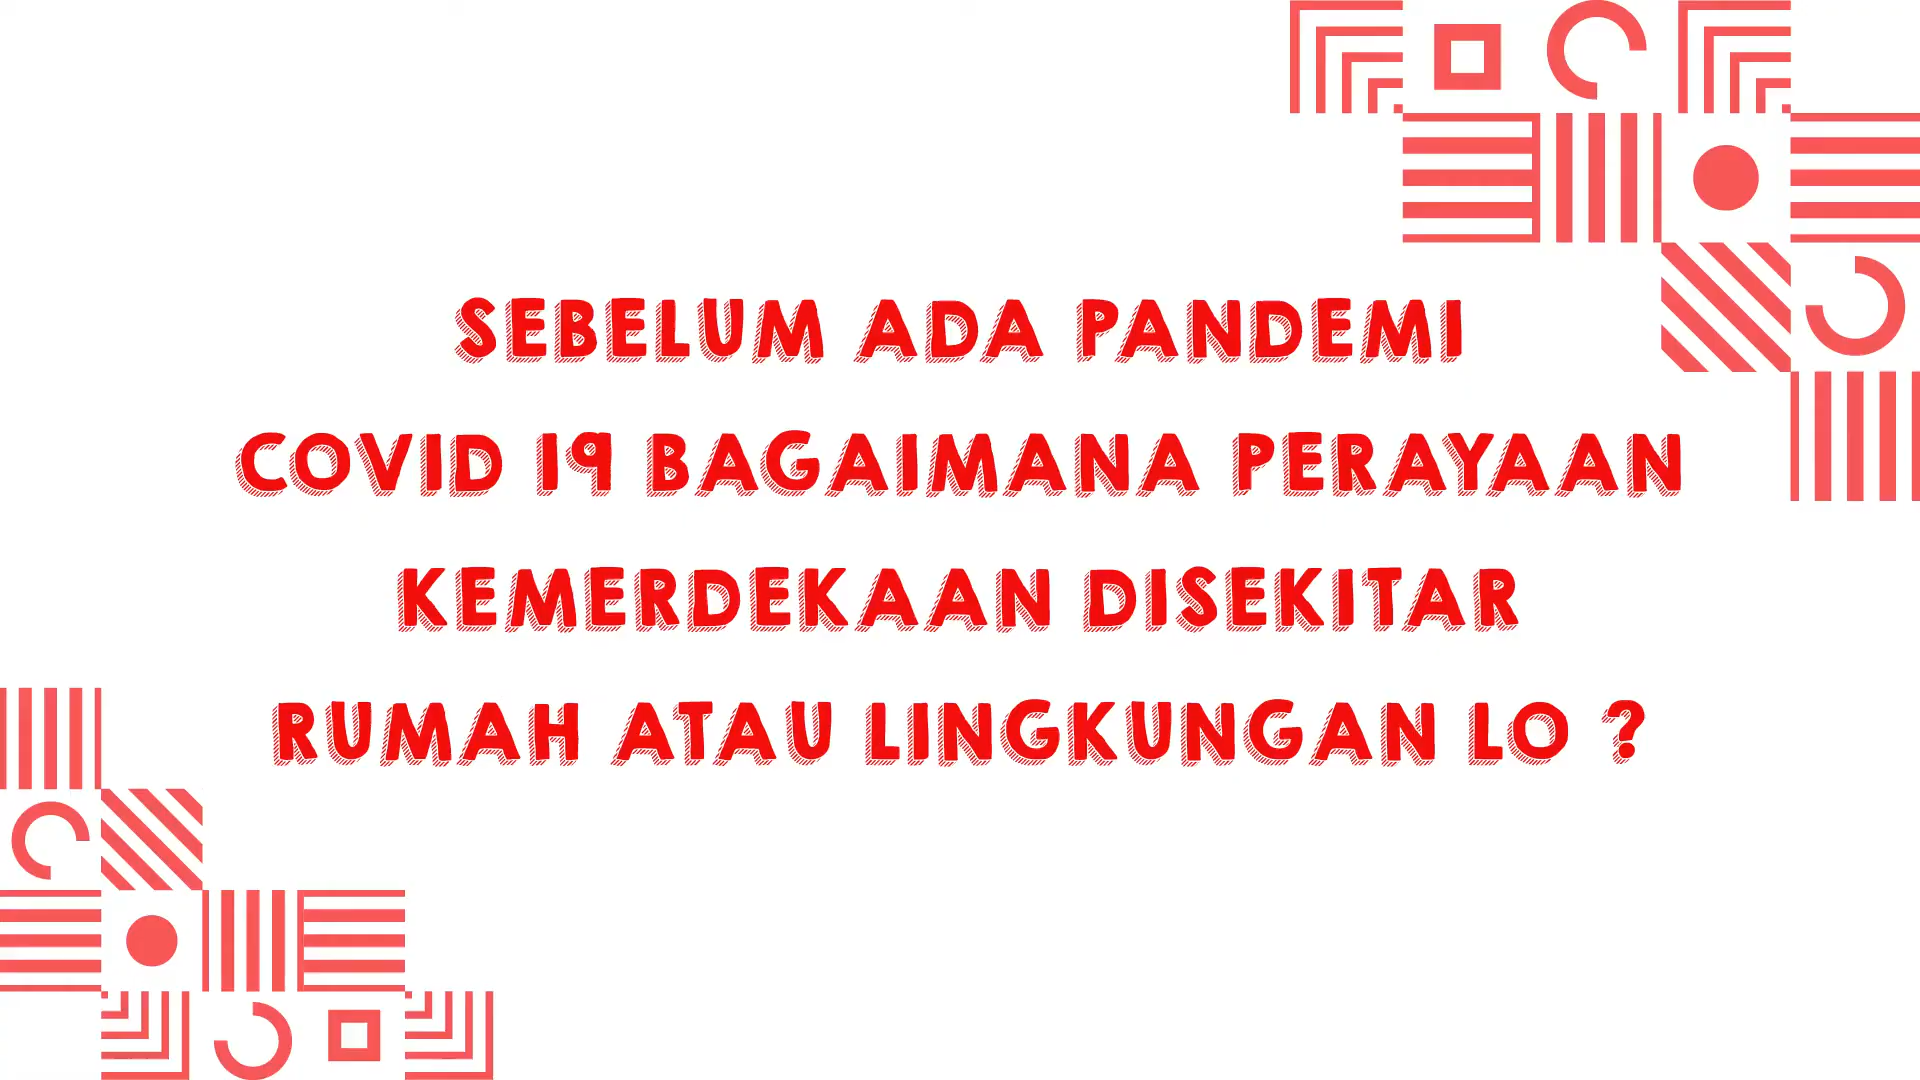 SEBELUM ADA PANDEMI
COVID 19 BAGAIMANA PERAYAAN
KEMERDEKAAN DISEKITAR
RUMAH ATAU LINGKUNGAN LO ?